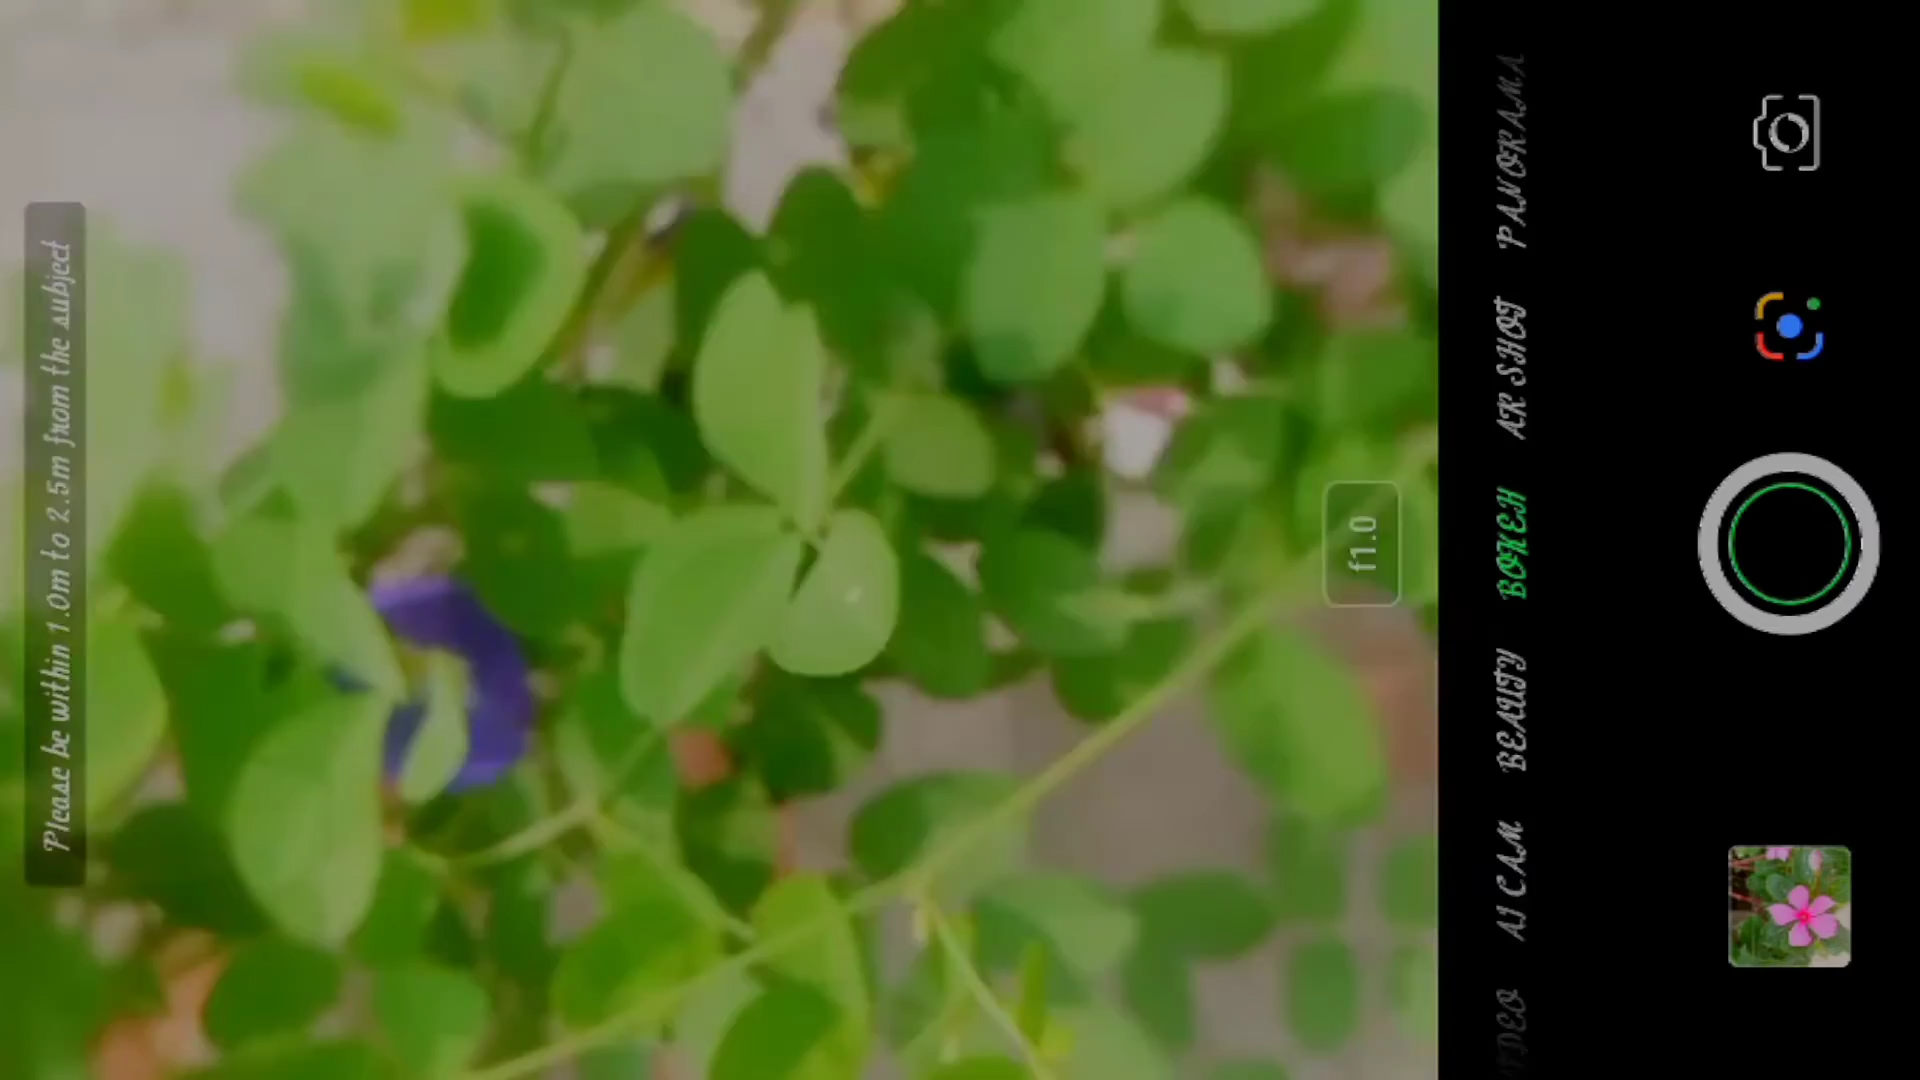 Please be within 1.0m to 2.5m from the subject
f1.0
AI CAM
BEAUTY
BOKEH
AR SHOT
PANORAMA